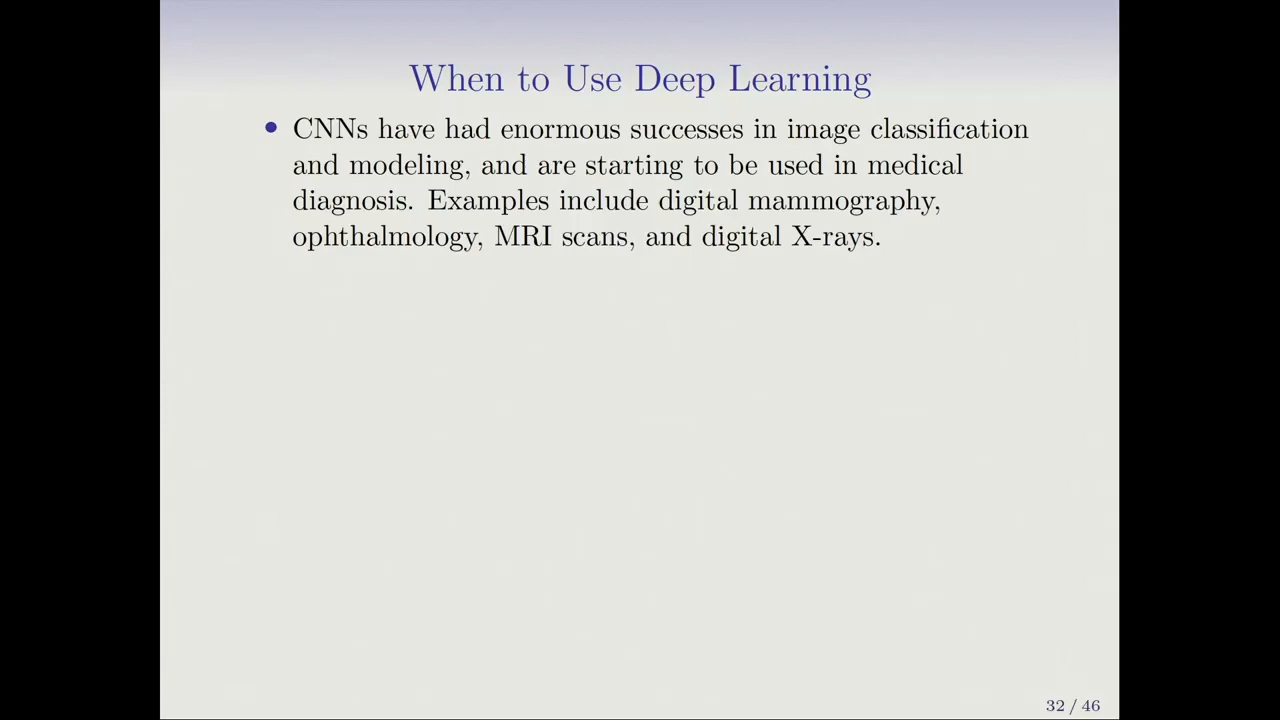 When to Use Deep Learning
• CNNs have had enormous successes in image classification
and modeling, and are starting to be used in medical
diagnosis. Examples include digital mammography,
ophthalmology, MRI scans, and digital X-rays.
32 / 46